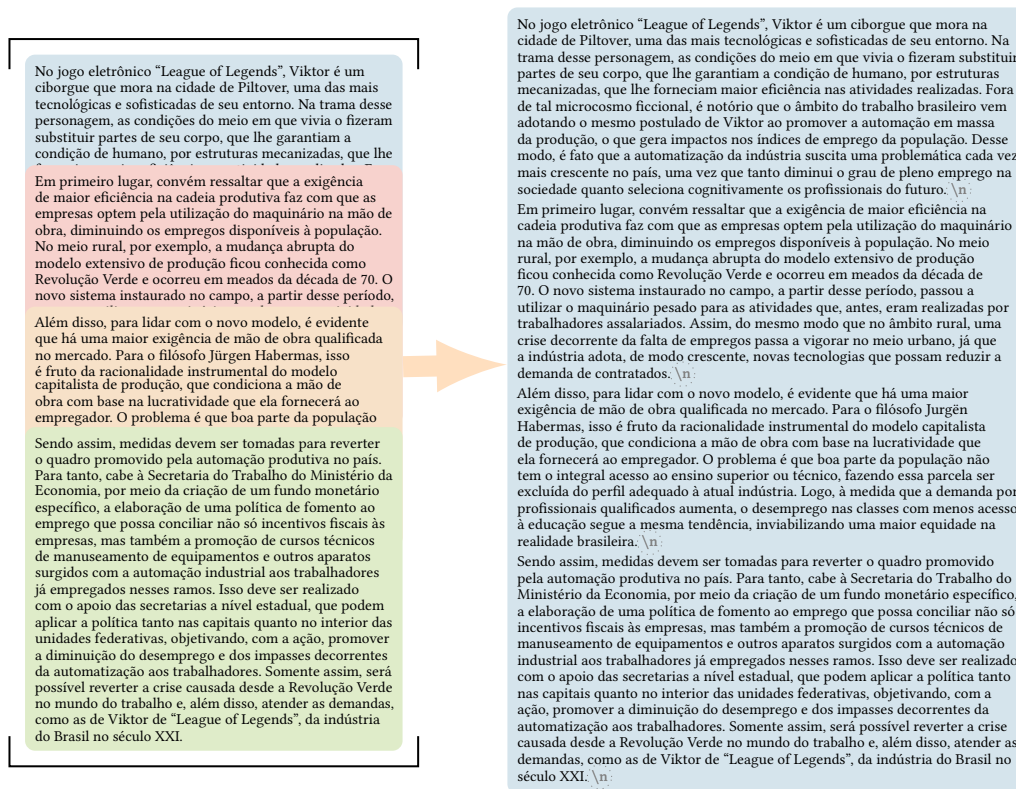 No jogo eletrônico “League of Legends”, Viktor é um
ciborgue que mora na cidade de Piltover, uma das mais
tecnológicas e sofisticadas de seu entorno. Na trama desse
personagem, as condições do meio em que vivia o fizeram
substituir partes de seu corpo, que lhe garantiam a
condição de humano, por estruturas mecanizadas, que lhe
Em primeiro lugar, convém ressaltar que a exigência
de maior eficiência na cadeia produtiva faz com que as
empresas optem pela utilização do maquinário na mão de
obra, diminuindo os empregos disponíveis à população.
No meio rural, por exemplo, a mudança abrupta do
modelo extensivo de produção ficou conhecida como
Revolução Verde e ocorreu em meados da década de 70. O
novo sistema instaurado no campo, a partir desse período,
Além disso, para lidar com o novo modelo, é evidente
que há uma maior exigência de mão de obra qualificada
no mercado. Para o filósofo Jürgen Habermas, isso
é fruto da racionalidade instrumental do modelo
capitalista de produção, que condiciona a mão de
obra com base na lucratividade que ela fornecerá ao
empregador. O problema é que boa parte da população
Sendo assim, medidas devem ser tomadas para reverter
o quadro promovido pela automação produtiva no país.
Para tanto, cabe à Secretaria do Trabalho do Ministério da
Economia, por meio da criação de um fundo monetário
específico, a elaboração de uma política de fomento ao
emprego que possa conciliar não só incentivos fiscais às
empresas, mas também a promoção de cursos técnicos
de manuseamento de equipamentos e outros aparatos
surgidos com a automação industrial aos trabalhadores
já empregados nesses ramos. Isso deve ser realizado
com o apoio das secretarias a nível estadual, que podem
aplicar a política tanto nas capitais quanto no interior das
unidades federativas, objetivando, com a ação, promover
a diminuição do desemprego e dos impasses decorrentes
da automatização aos trabalhadores. Somente assim, será
possível reverter a crise causada desde a Revolução Verde
no mundo do trabalho e, além disso, atender as demandas,
como as de Viktor de “League of Legends”, da indústria
do Brasil no século XXI.
No jogo eletrônico “League of Legends”, Viktor é um ciborgue que mora na
cidade de Piltover, uma das mais tecnológicas e sofisticadas de seu entorno. Na
trama desse personagem, as condições do meio em que vivia o fizeram substituir
partes de seu corpo, que lhe garantiam a condição de humano, por estruturas
mecanizadas, que lhe forneciam maior eficiência nas atividades realizadas. Fora
de tal microcosmo ficcional, é notório que o âmbito do trabalho brasileiro vem
adotando o mesmo postulado de Viktor ao promover a automação em massa
da produção, o que gera impactos nos índices de emprego da população. Desse
modo, é fato que a automatização da indústria suscita uma problemática cada vez
mais crescente no país, uma vez que tanto diminui o grau de pleno emprego na
sociedade quanto seleciona cognitivamente os profissionais do futuro. \n
Em primeiro lugar, convém ressaltar que a exigência de maior eficiência na
cadeia produtiva faz com que as empresas optem pela utilização do maquinário
na mão de obra, diminuindo os empregos disponíveis à população. No meio
rural, por exemplo, a mudança abrupta do modelo extensivo de produção
ficou conhecida como Revolução Verde e ocorreu em meados da década de
70. O novo sistema instaurado no campo, a partir desse período, passou a
utilizar o maquinário pesado para as atividades que, antes, eram realizadas por
trabalhadores assalariados. Assim, do mesmo modo que no âmbito rural, uma
crise decorrente da falta de empregos passa a vigorar no meio urbano, já que
a indústria adota, de modo crescente, novas tecnologias que possam reduzir a
demanda de contratados. \n
Além disso, para lidar com o novo modelo, é evidente que há uma maior
exigência de mão de obra qualificada no mercado. Para o filósofo Jurgën
Habermas, isso é fruto da racionalidade instrumental do modelo capitalista
de produção, que condiciona a mão de obra com base na lucratividade que
ela fornecerá ao empregador. O problema é que boa parte da população não
tem o integral acesso ao ensino superior ou técnico, fazendo essa parcela ser
excluída do perfil adequado à atual indústria. Logo, à medida que a demanda por
profissionais qualificados aumenta, o desemprego nas classes com menos acesso
à educação segue a mesma tendência, inviabilizando uma maior equidade na
realidade brasileira. \n
Sendo assim, medidas devem ser tomadas para reverter o quadro promovido
pela automação produtiva no país. Para tanto, cabe à Secretaria do Trabalho do
Ministério da Economia, por meio da criação de um fundo monetário específico,
a elaboração de uma política de fomento ao emprego que possa conciliar não só
incentivos fiscais às empresas, mas também a promoção de cursos técnicos de
manuseamento de equipamentos e outros aparatos surgidos com a automação
industrial aos trabalhadores já empregados nesses ramos. Isso deve ser realizado
com o apoio das secretarias a nível estadual, que podem aplicar a política tanto
nas capitais quanto no interior das unidades federativas, objetivando, com a
ação, promover a diminuição do desemprego e dos impasses decorrentes da
automatização aos trabalhadores. Somente assim, será possível reverter a crise
causada desde a Revolução Verde no mundo do trabalho e, além disso, atender as
demandas, como as de Viktor de “League of Legends”, da indústria do Brasil no
século XXI. \n